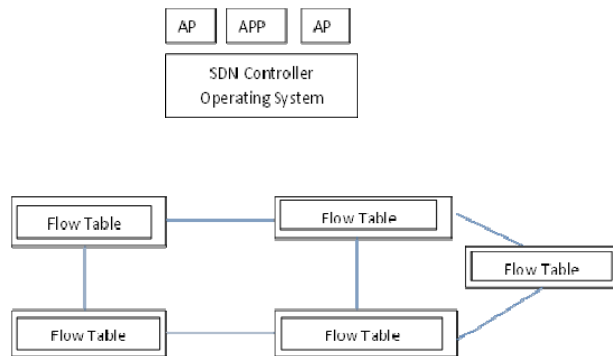 AP APP AP
SDN Controller
Operating System
Flow Table Flow Table
Flow Table
Flow Table Flow Table